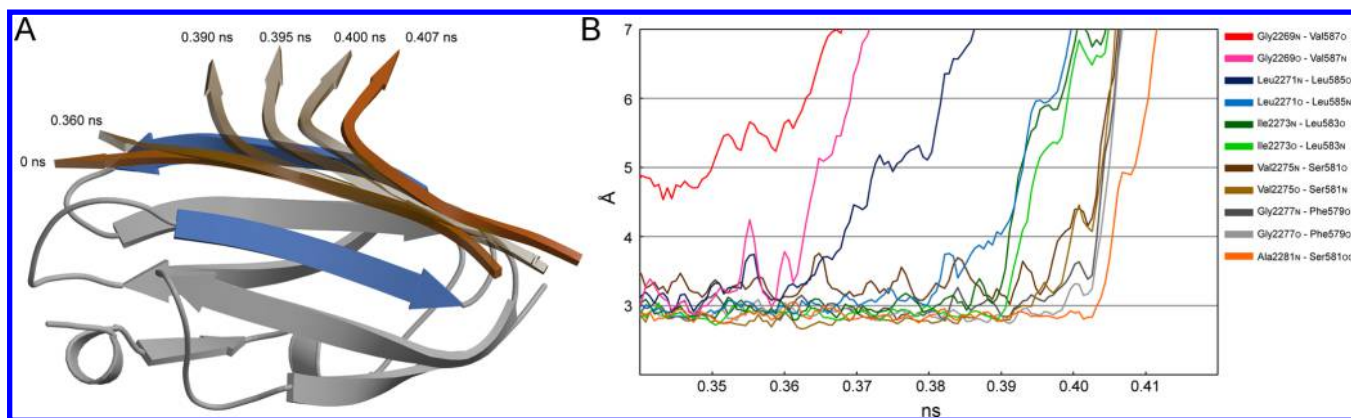 A
0.390 ns
0.395 ns
0.400 ns
0.407 ns
0.360 ns
0 ns
B
7
6
5
4
3
Å
0.35 0.36 0.37 0.38 0.39 0.40 0.41
ns
Gly2269N - Val587O
Gly2269O - Val587N
Leu2271N - Leu585O
Leu2271O - Leu585N
Ile2273N - Leu583O
Ile2273O - Leu583N
Val2275N - Ser581O
Val2275O - Ser581N
Gly2277N - Phe579O
Gly2277O - Phe579O
Ala2281N - Ser581OG